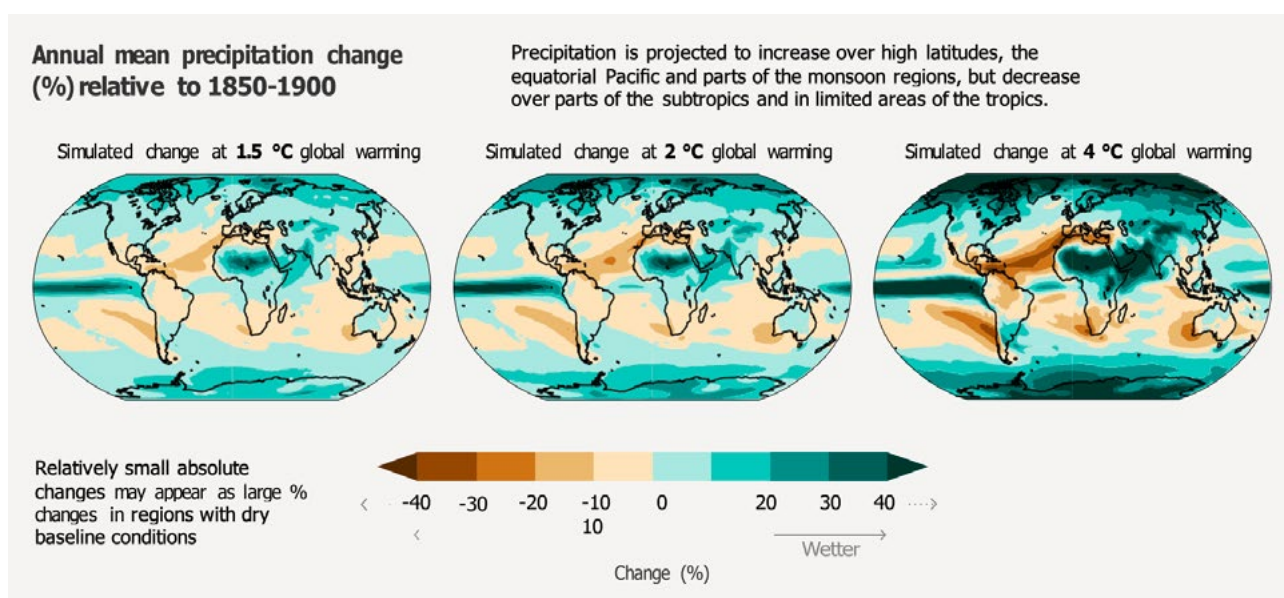 Annual mean precipitation change
(%) relative to 1850-1900
Precipitation is projected to increase over high latitudes, the
equatorial Pacific and parts of the monsoon regions, but decrease
over parts of the subtropics and in limited areas of the tropics.
Simulated change at 1.5 °C global warming
Simulated change at 2 °C global warming
Simulated change at 4 °C global warming
Relatively small absolute
changes may appear as large %
changes in regions with dry
baseline conditions
-40 -30 -20 -10 0 20 30 40
10
Wetter
Change (%)